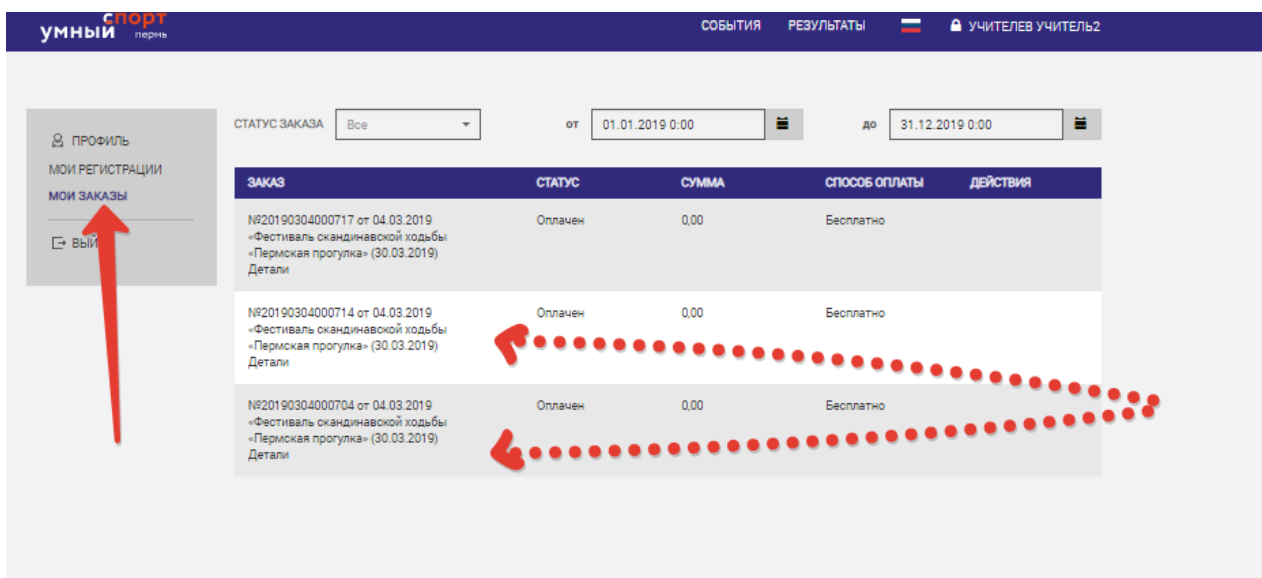 спорт
умный пермь
СОБЫТИЯ РЕЗУЛЬТАТЫ УЧИТЕЛЕВ УЧИТЕЛЬ2
ПРОФИЛЬ
МОИ РЕГИСТРАЦИИ
МОИ ЗАКАЗЫ
СТАТУС ЗАКАЗА Все от 01.01.2019 0:00 до 31.12.2019 0:00
ЗАКАЗ СТАТУС СУММА СПОСОБ ОПЛАТЫ ДЕЙСТВИЯ
№20190304000717 от 04.03.2019 Оплачен 0,00 Бесплатно
«Фестиваль скандинавской ходьбы
«Пермская прогулка» (30.03.2019)
Детали
№20190304000714 от 04.03.2019 Оплачен 0,00 Бесплатно
«Фестиваль скандинавской ходьбы
«Пермская прогулка» (30.03.2019)
Детали
№20190304000704 от 04.03.2019 Оплачен 0,00 Бесплатно
«Фестиваль скандинавской ходьбы
«Пермская прогулка» (30.03.2019)
Детали